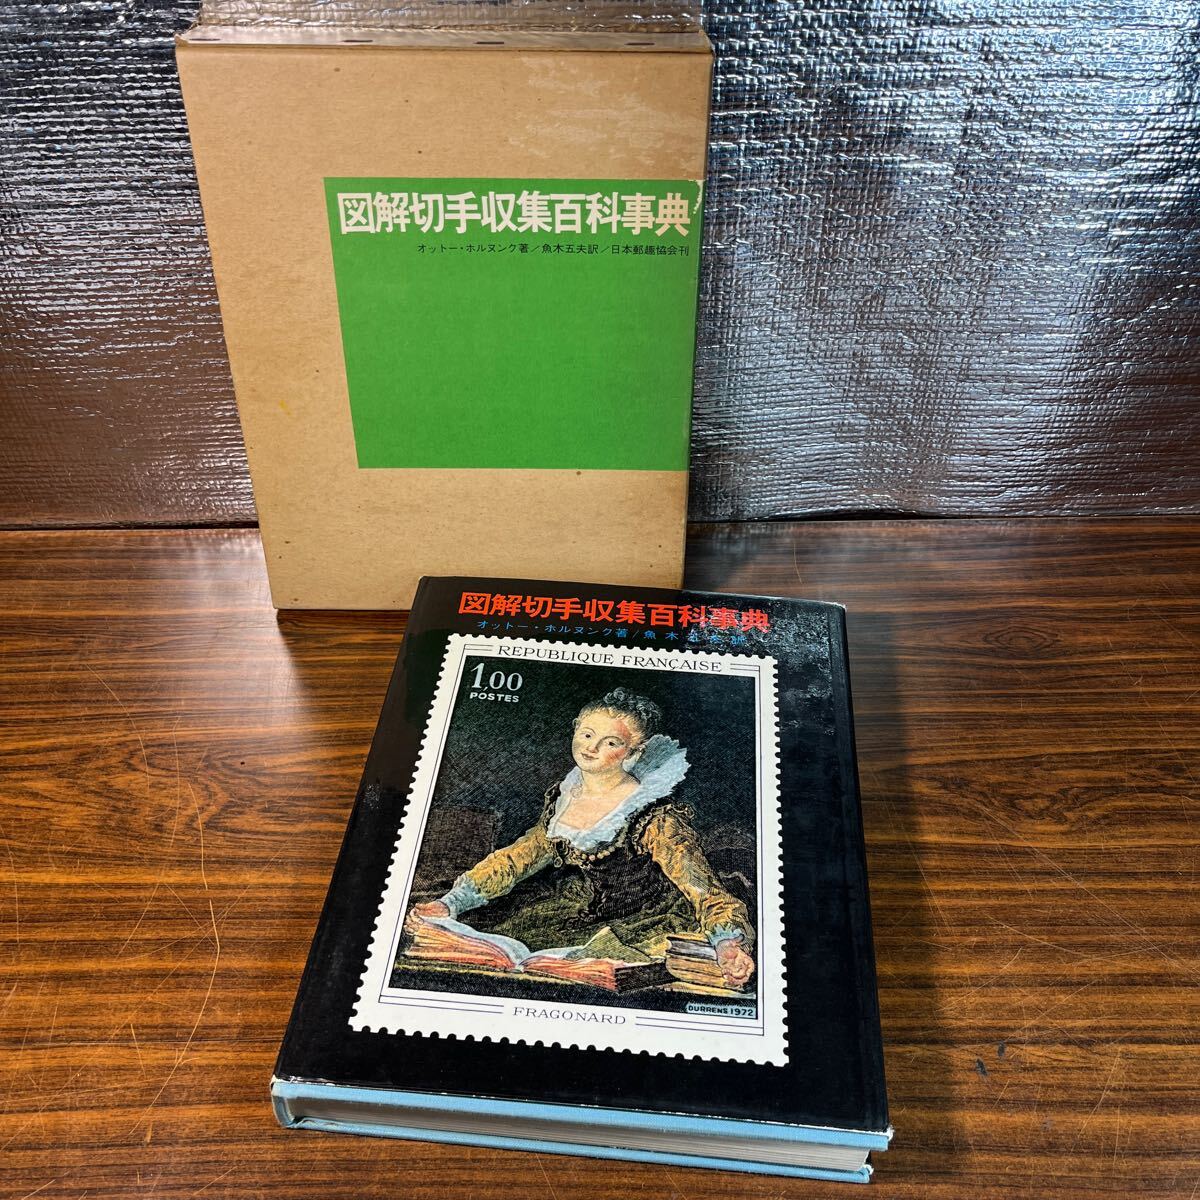 図解切手収集百科事典
オットー・ホルヌンク著／魚木五夫訳／日本郵趣協会刊
図解切手収集百科事典
オットー・ホルヌンク著／魚木五夫訳
REPUBLIQUE FRANÇAISE
1,00
POSTES
DURRENS 1972
FRAGONARD